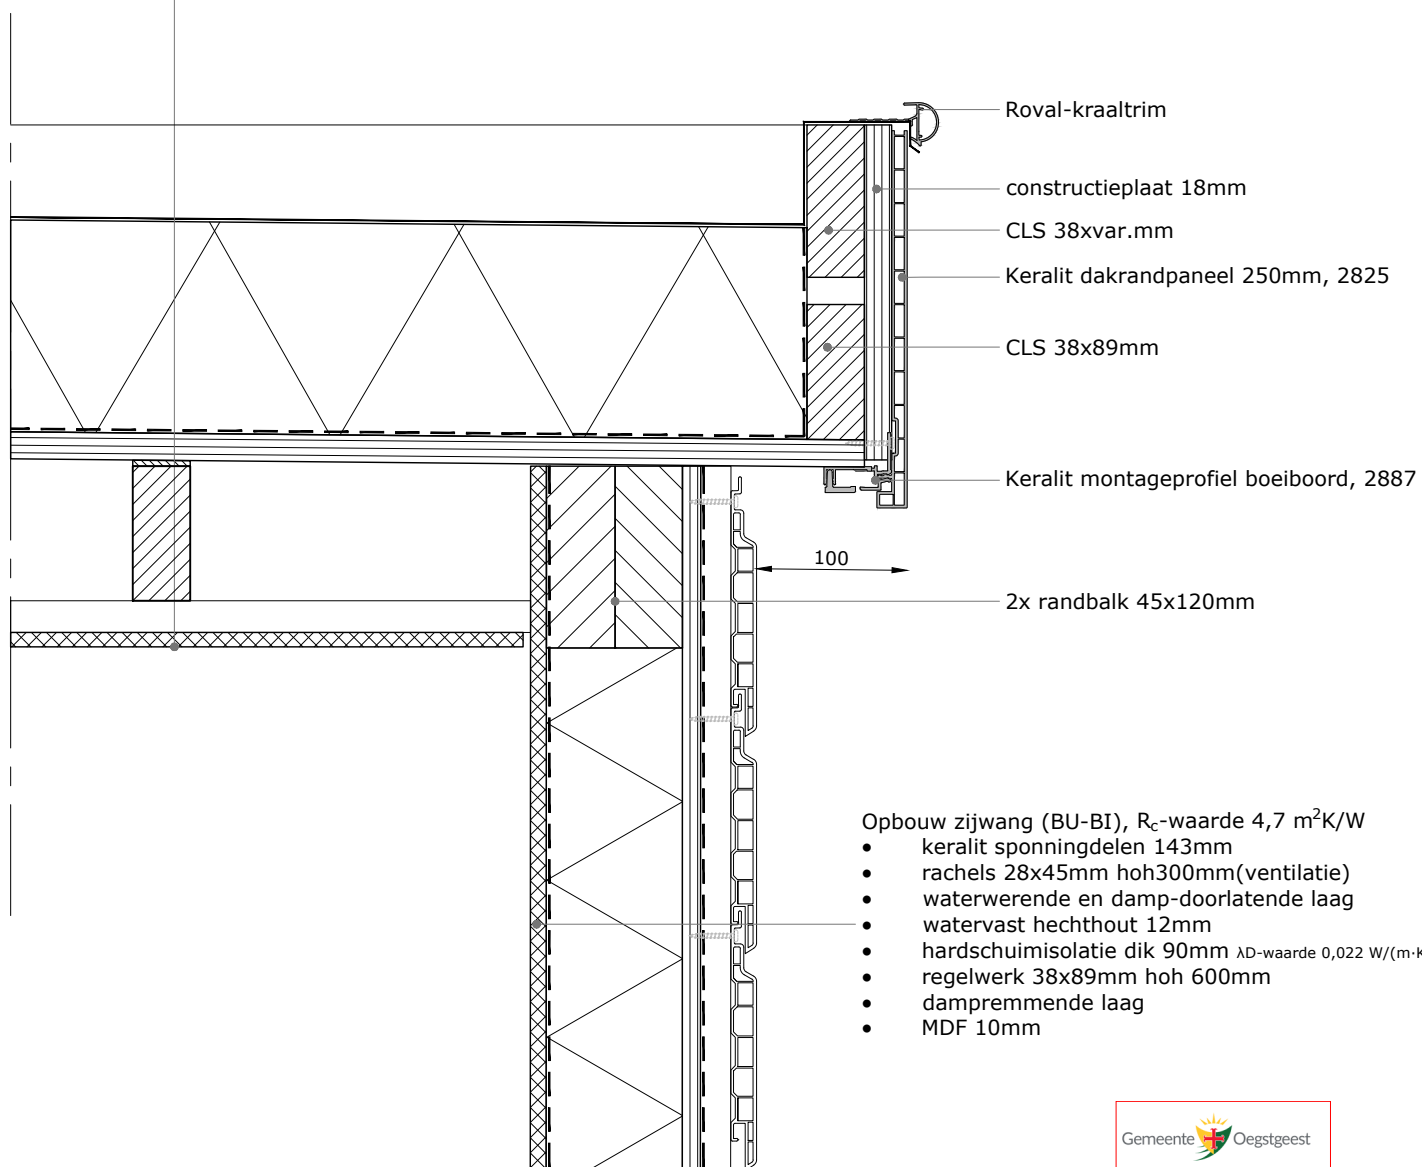 Roval-kraaltrim
constructieplaat 18mm
CLS 38xvar.mm
Keralit dakrandpaneel 250mm, 2825
CLS 38x89mm
Keralit montageprofiel boeiboord, 2887
100
2x randbalk 45x120mm
Opbouw zijwang (BU-BI), Rc-waarde 4,7 m²K/W
• keralit sponningdelen 143mm
• rachels 28x45mm hoh300mm(ventilatie)
• waterwerende en damp-doorlatende laag
• watervast hechthout 12mm
• hardschuimisolatie dik 90mm λD-waarde 0,022 W/(m·K
• regelwerk 38x89mm hoh 600mm
• dampremmende laag
• MDF 10mm
Gemeente Oegstgeest